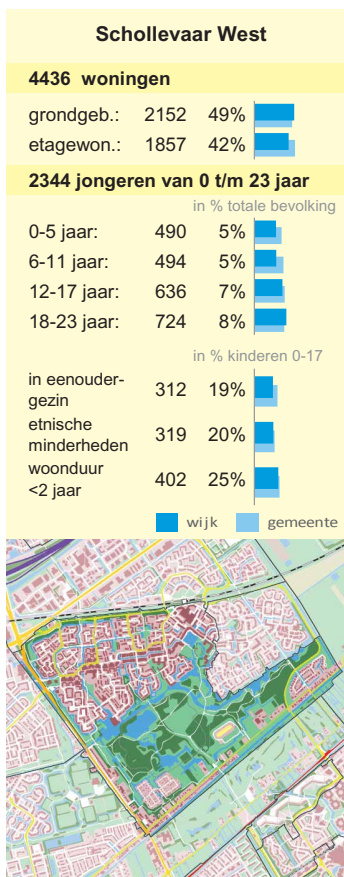 Schollevaar West
4436 woningen
grondgeb.: 2152 49%
etagewon.: 1857 42%
2344 jongeren van 0 t/m 23 jaar
in % totale bevolking
0-5 jaar: 490 5%
6-11 jaar: 494 5%
12-17 jaar: 636 7%
18-23 jaar: 724 8%
in % kinderen 0-17
in eenouder-
gezin 312 19%
etnische
minderheden 319 20%
woonduur
<2 jaar 402 25%
wijk gemeente